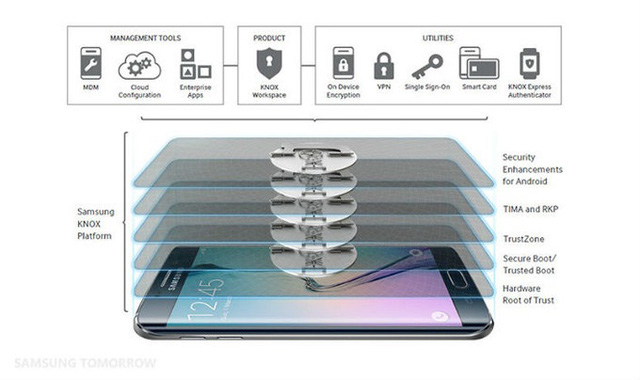 MANAGEMENT TOOLS
PRODUCT
UTILITIES
MDM
Cloud
Configuration
Enterprise
Apps
KNOX
Workspace
On Device
Encryption
VPN
Single Sign-On
Smart Card
KNOX Express
Authenticator
Samsung
KNOX
Platform
Security
Enhancements
for Android
TIMA and RKP
TrustZone
Secure Boot/
Trusted Boot
Hardware
Root of Trust
SAMSUNG
12:45
SAMSUNG TOMORROW